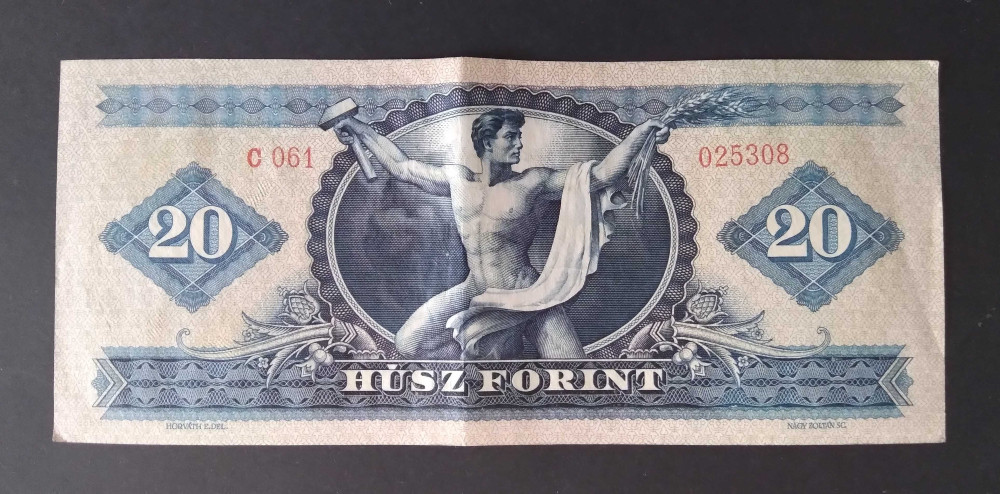 C 061
025308
20
20
HÚSZ FORINT
HORVÁTH E. DEL.
NAGY ZOLTÁN SC.